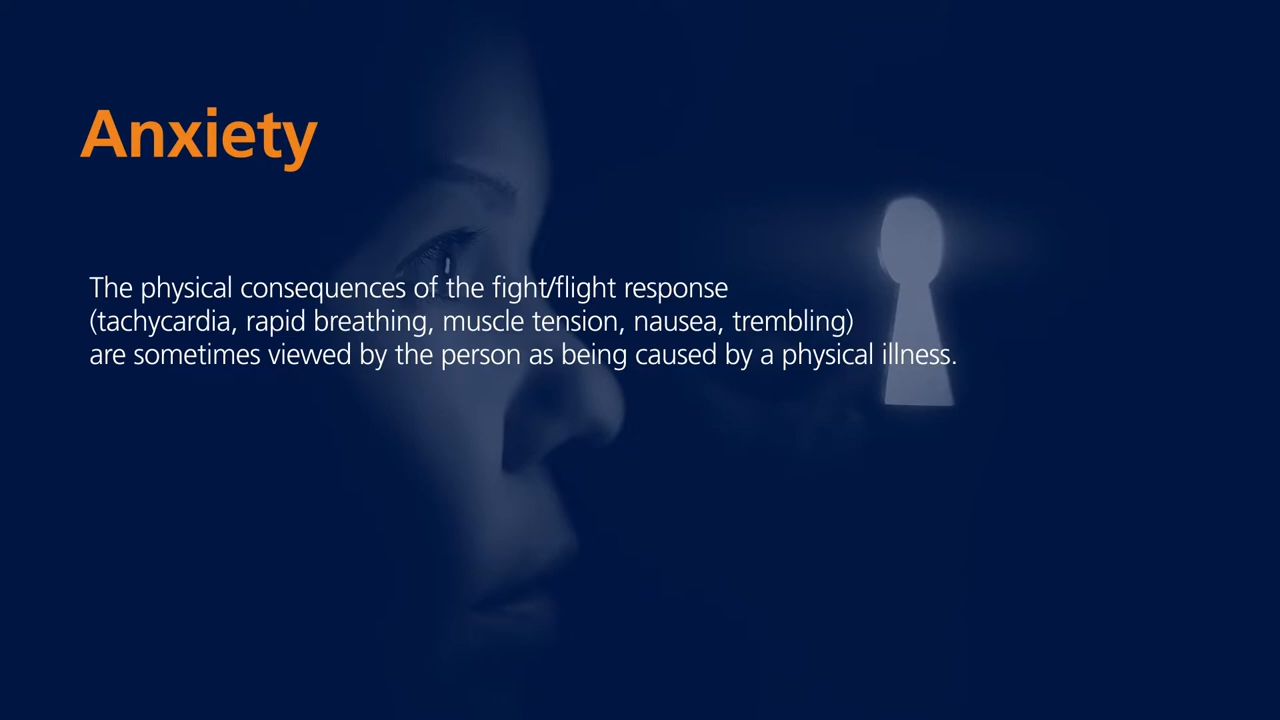 Anxiety
The physical consequences of the fight/flight response
(tachycardia, rapid breathing, muscle tension, nausea, trembling)
are sometimes viewed by the person as being caused by a physical illness.